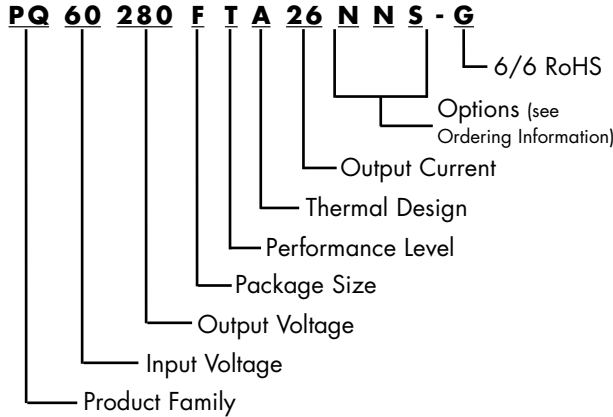 PQ 60 280 F T A 26 N N S - G
6/6 RoHS
Options (see
Ordering Information)
Output Current
Thermal Design
Performance Level
Package Size
Output Voltage
Input Voltage
Product Family